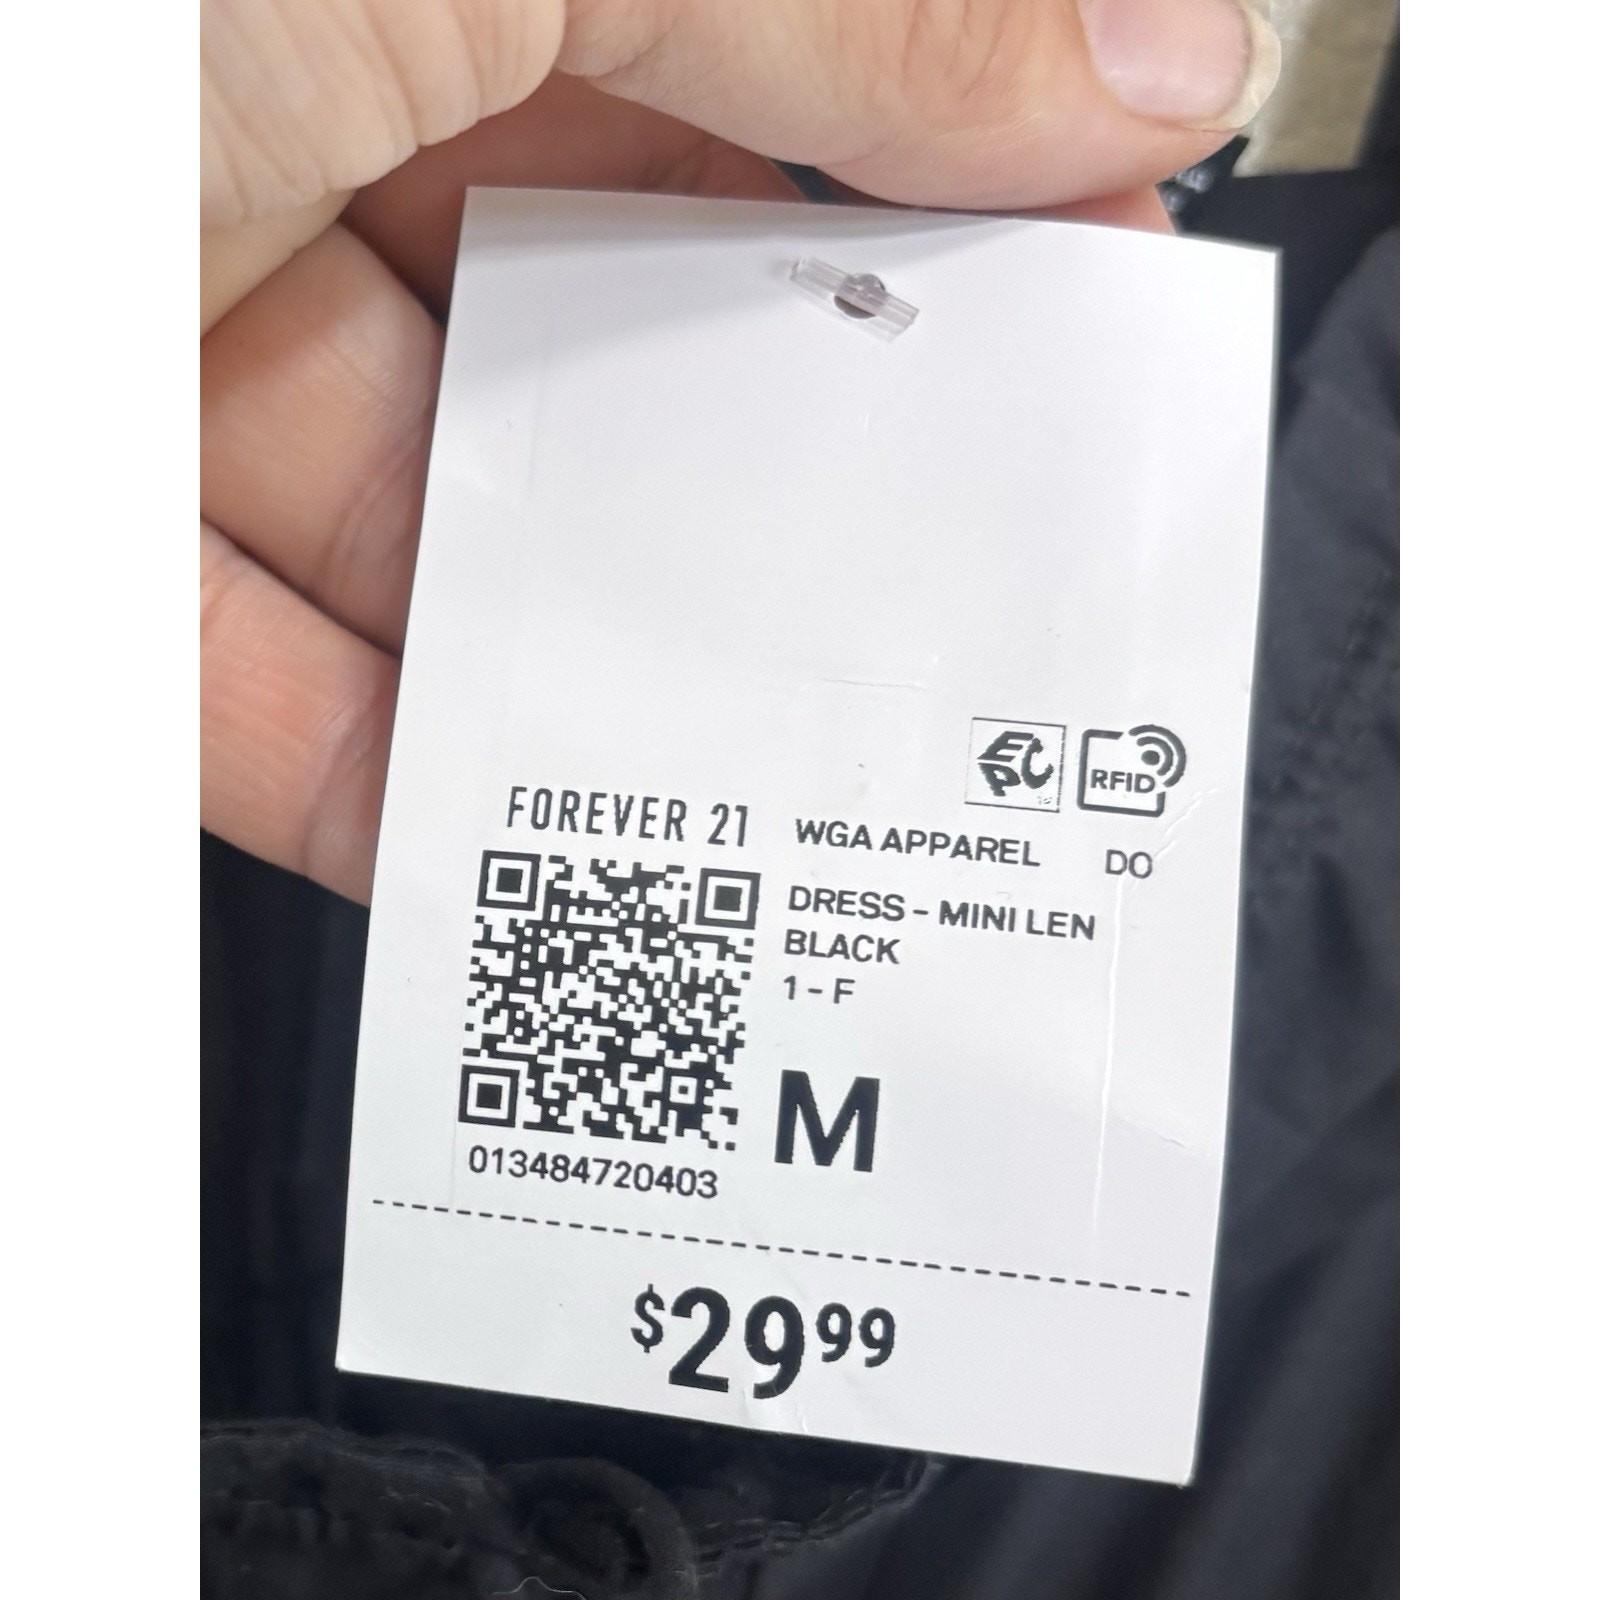 EPC
RFID
FOREVER 21
WGA APPAREL DO
DRESS - MINI LEN
BLACK
1 - F
M
013484720403
$29.99